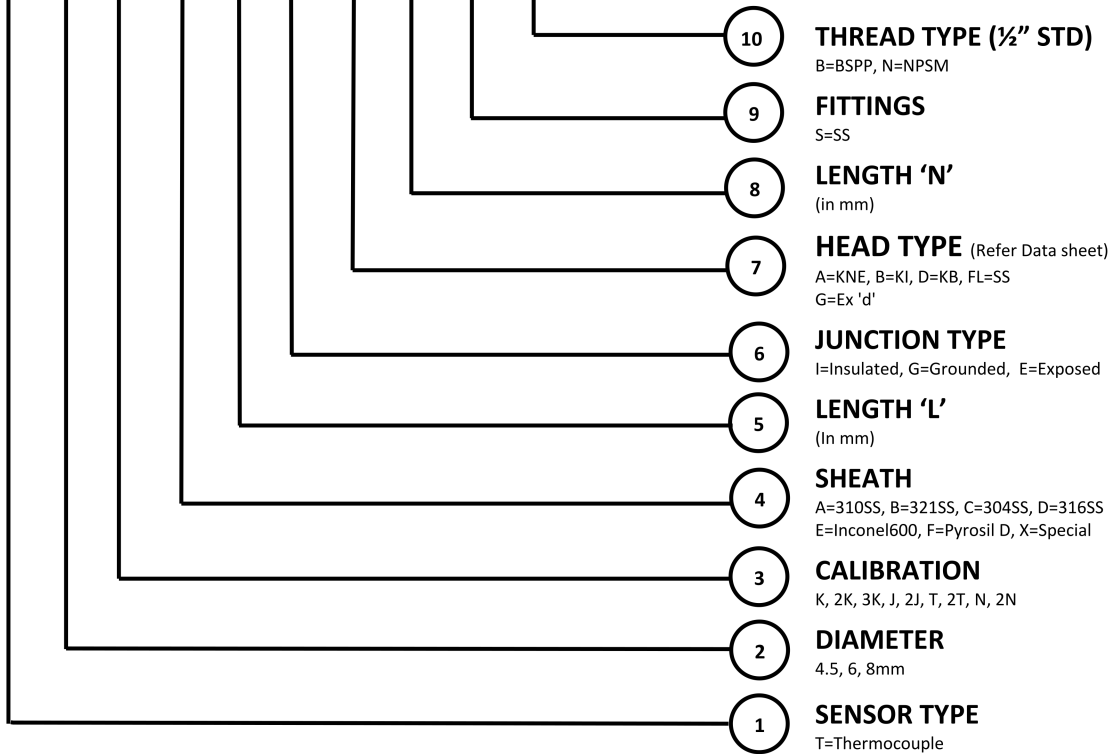 10
THREAD TYPE (½” STD)
B=BSPP, N=NPSM
9
FITTINGS
S=SS
8
LENGTH ‘N’
(in mm)
7
HEAD TYPE (Refer Data sheet)
A=KNE, B=KI, D=KB, FL=SS
G=Ex 'd'
6
JUNCTION TYPE
I=Insulated, G=Grounded, E=Exposed
5
LENGTH ‘L’
(In mm)
4
SHEATH
A=310SS, B=321SS, C=304SS, D=316SS
E=Inconel600, F=Pyrosil D, X=Special
3
CALIBRATION
K, 2K, 3K, J, 2J, T, 2T, N, 2N
2
DIAMETER
4.5, 6, 8mm
1
SENSOR TYPE
T=Thermocouple